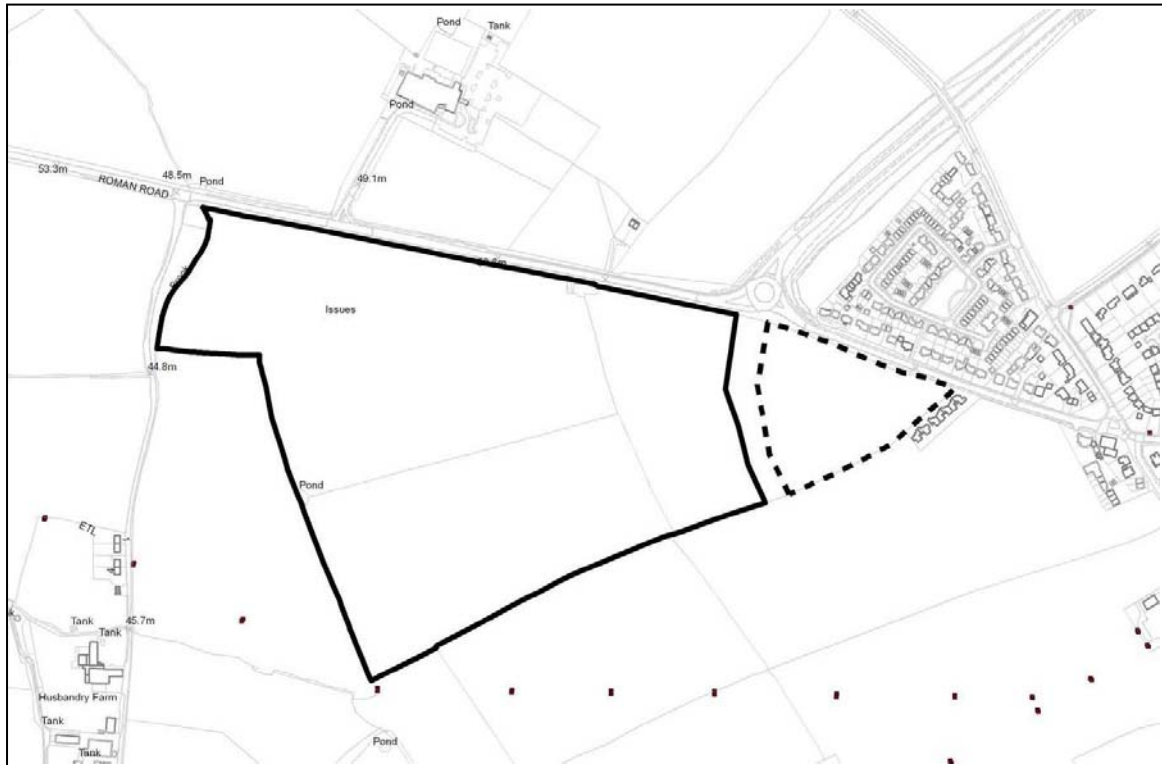 Pond
Tank
Pond
53.3m
48.5m
Pond
49.1m
ROMAN ROAD
Issues
44.8m
Pond
ETL
Tank
Tank
45.7m
Husbandry Farm
Tank
Tank
Pond